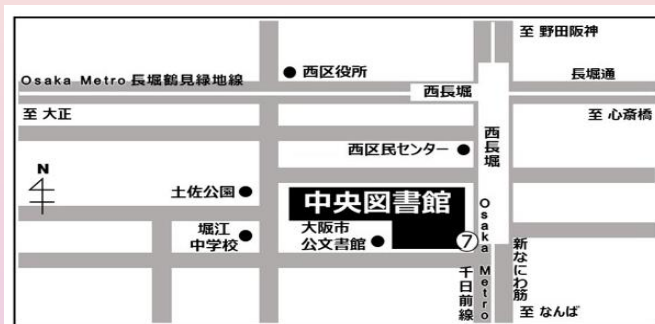 至 野田阪神
西区役所
長堀通
Osaka Metro 長堀鶴見緑地線
西長堀
至 大正
至 心斎橋
西長堀
西区民センター
N
土佐公園
中央図書館
堀江
中学校
大阪市
公文書館
⑦
Osaka Metro
千日前線
新なにわ筋
至 なんば